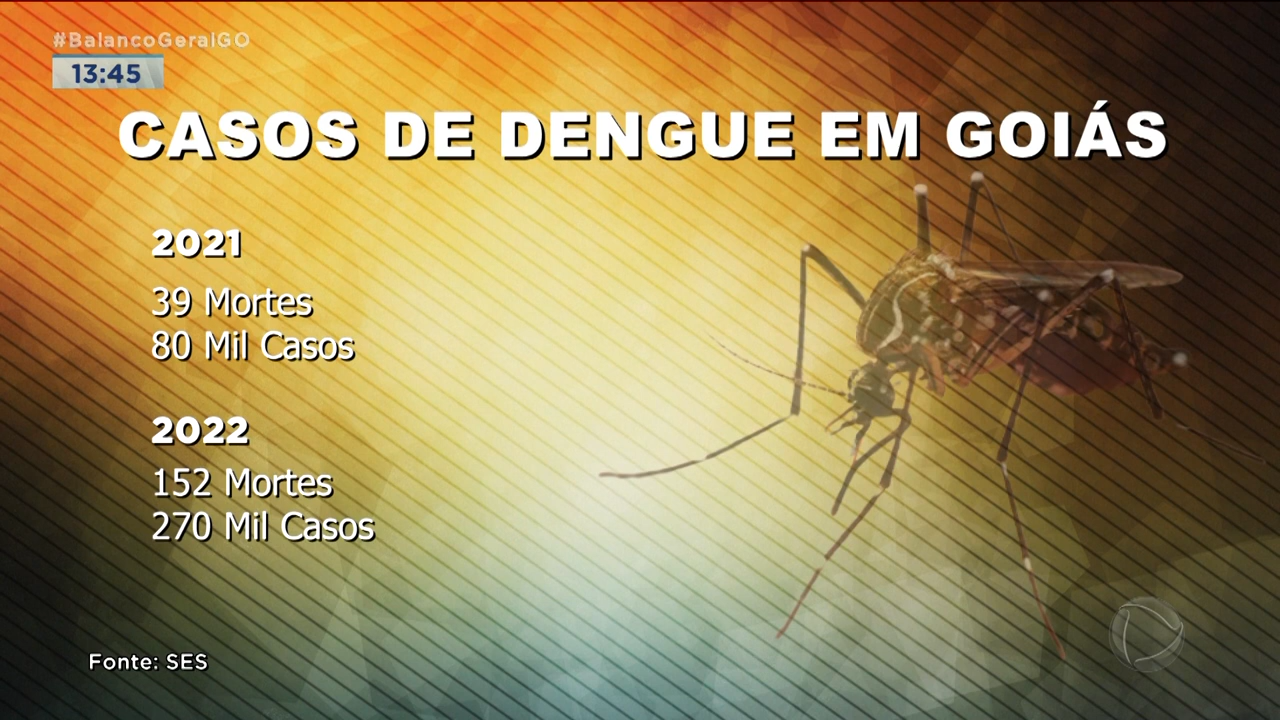 #BalancoGeralGO
13:45
CASOS DE DENGUE EM GOIÁS
2021
39 Mortes
80 Mil Casos
2022
152 Mortes
270 Mil Casos
Fonte: SES